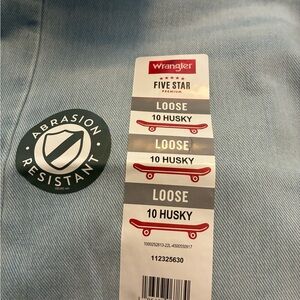 ABRASION
RESISTANT
Wrangler
FIVE STAR
PREMIUM
LOOSE
10 HUSKY
LOOSE
10 HUSKY
LOOSE
10 HUSKY
112325630